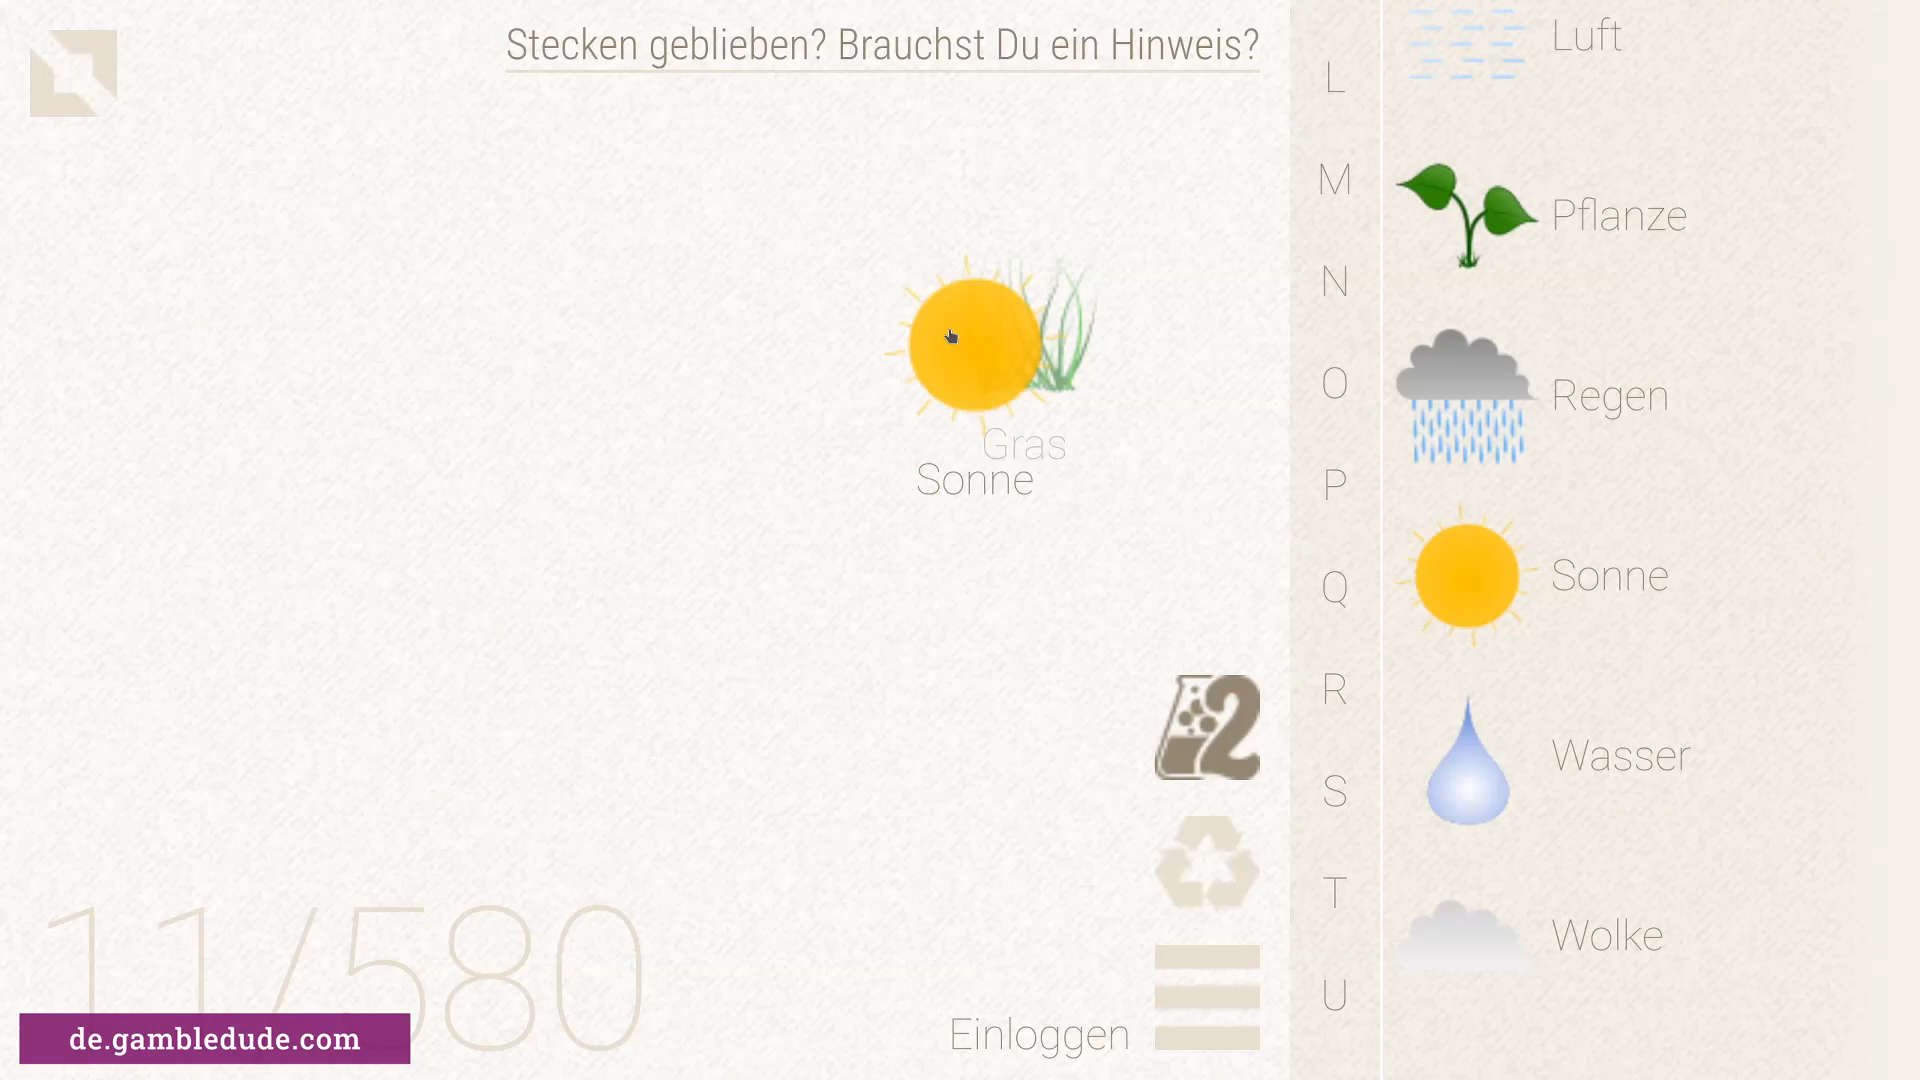 Stecken geblieben? Brauchst Du ein Hinweis?
Gras
Sonne
2
11/580
de.gambledude.com
Einloggen
L
M
N
O
P
Q
R
S
T
U
Luft
Pflanze
Regen
Sonne
Wasser
Wolke